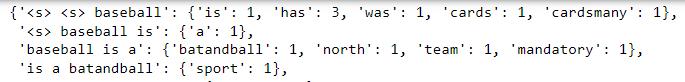 {'<s> <s> baseball': {'is': 1, 'has': 3, 'was': 1, 'cards': 1, 'cardsmany': 1},
'<s> baseball is': {'a': 1},
'baseball is a': {'batandball': 1, 'north': 1, 'team': 1, 'mandatory': 1},
'is a batandball': {'sport': 1},